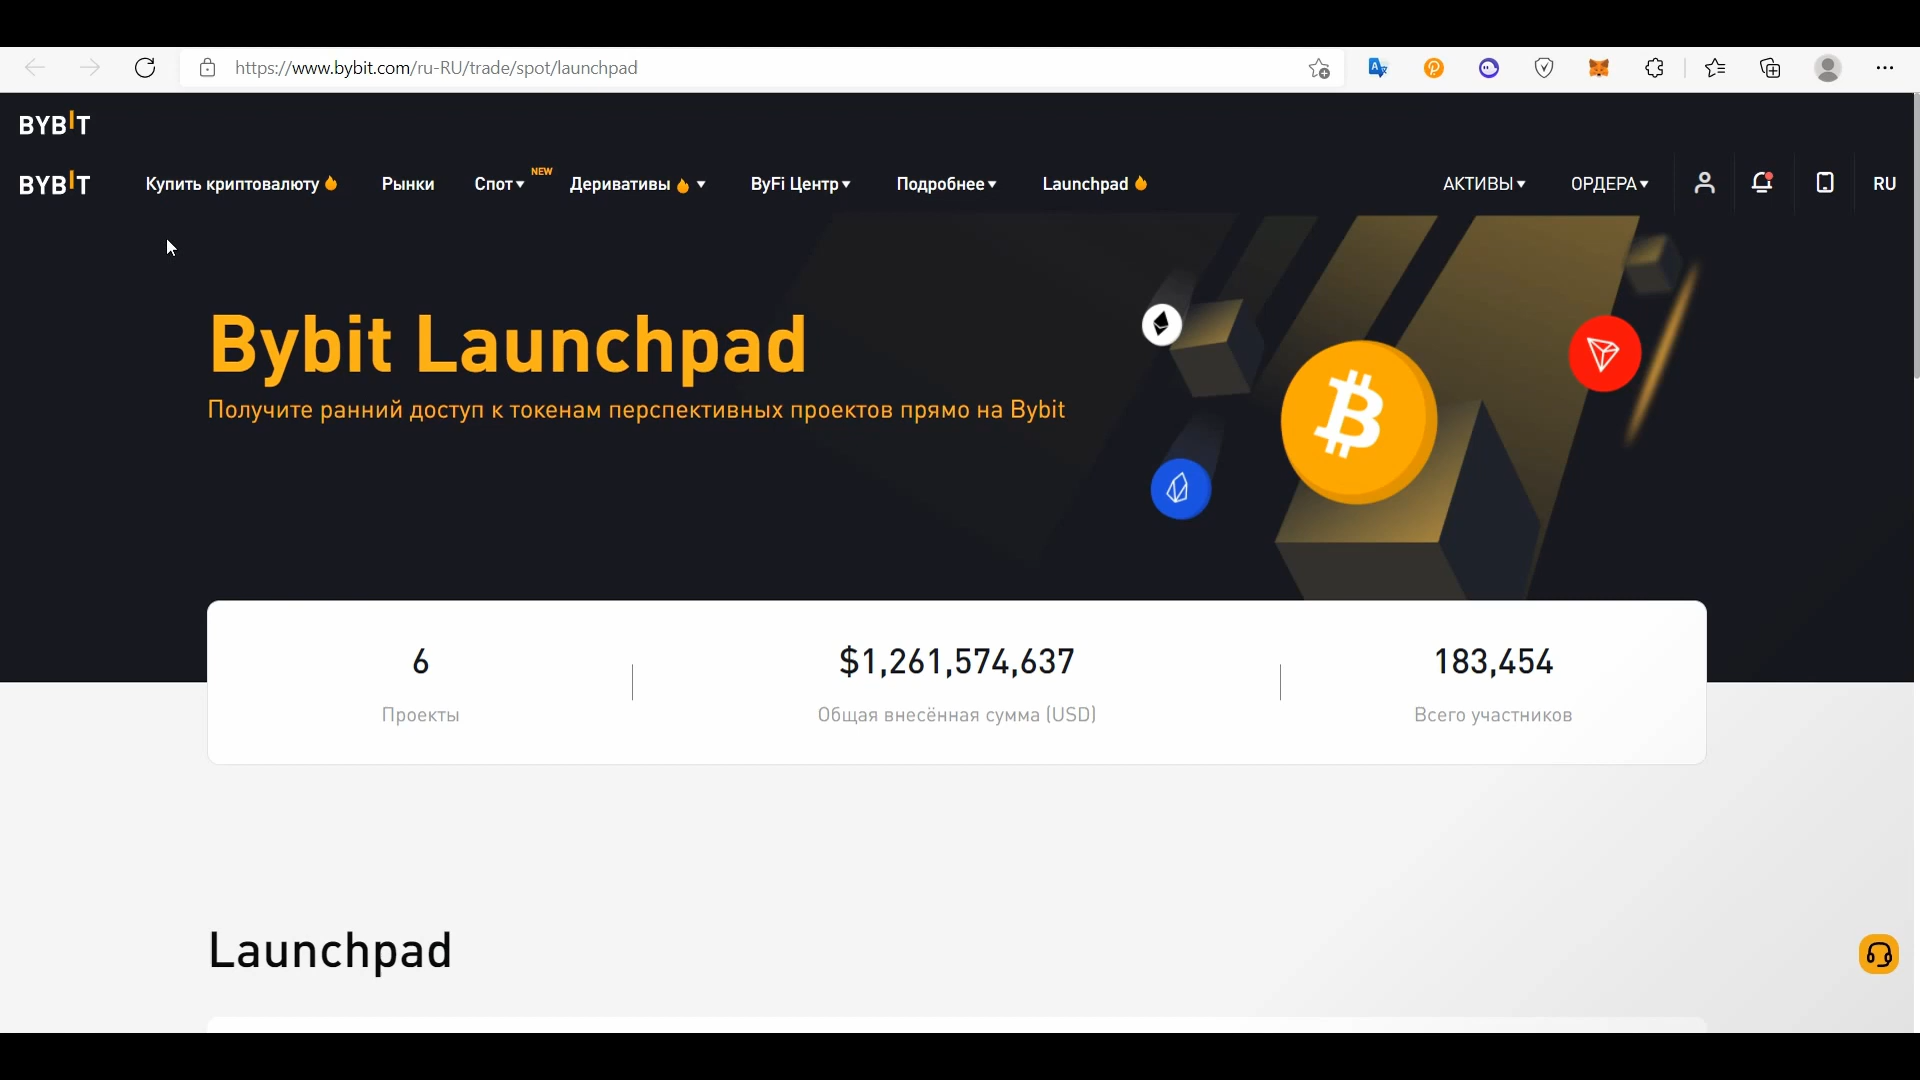 https://www.bybit.com/ru-RU/trade/spot/launchpad
BYBIT
BYBIT Купить криптовалюту Рынки Спот NEW Деривативы ByFi Центр Подробнее Launchpad АКТИВЫ ОРДЕРА RU
Bybit Launchpad
Получите ранний доступ к токенам перспективных проектов прямо на Bybit
6 $1,261,574,637 183,454
Проекты Общая внесённая сумма (USD) Всего участников
Launchpad